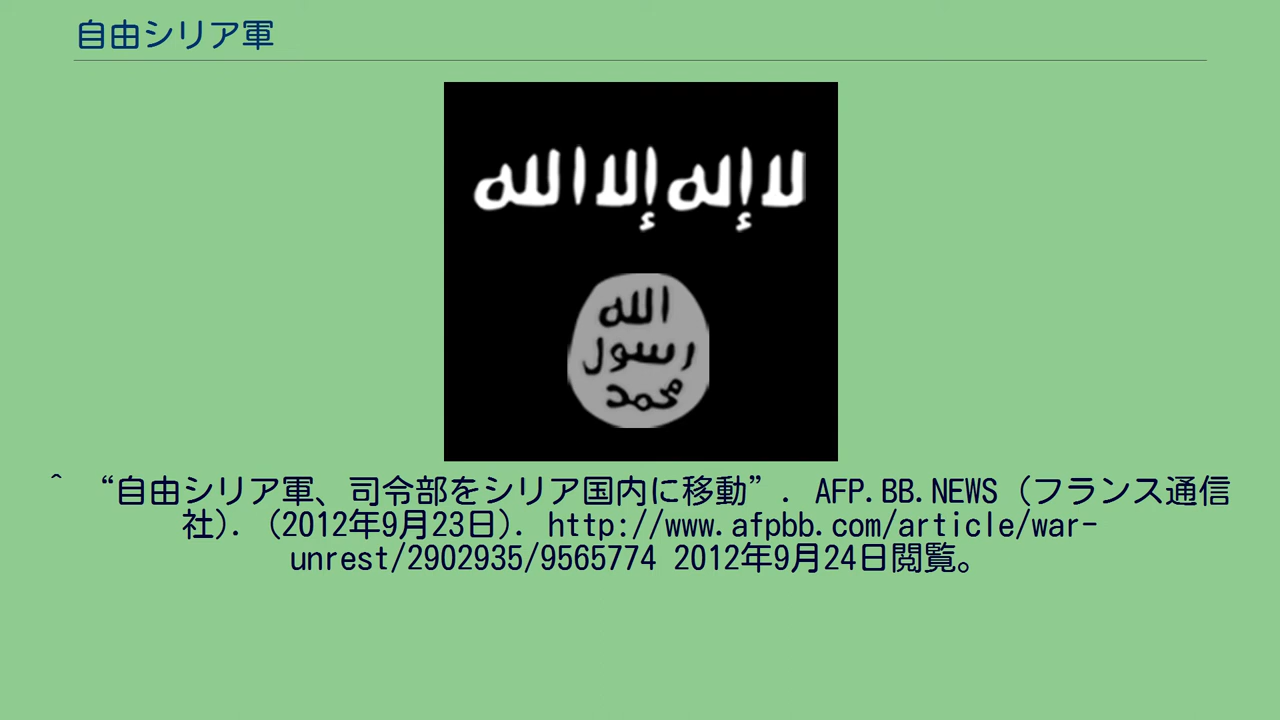 自由シリア軍
لا إله إلا الله
الله
رسول
محمد
^ “自由シリア軍、司令部をシリア国内に移動”. AFP.BB.NEWS (フランス通信
社). (2012年9月23日). http://www.afpbb.com/article/war-
unrest/2902935/9565774 2012年9月24日閲覧。